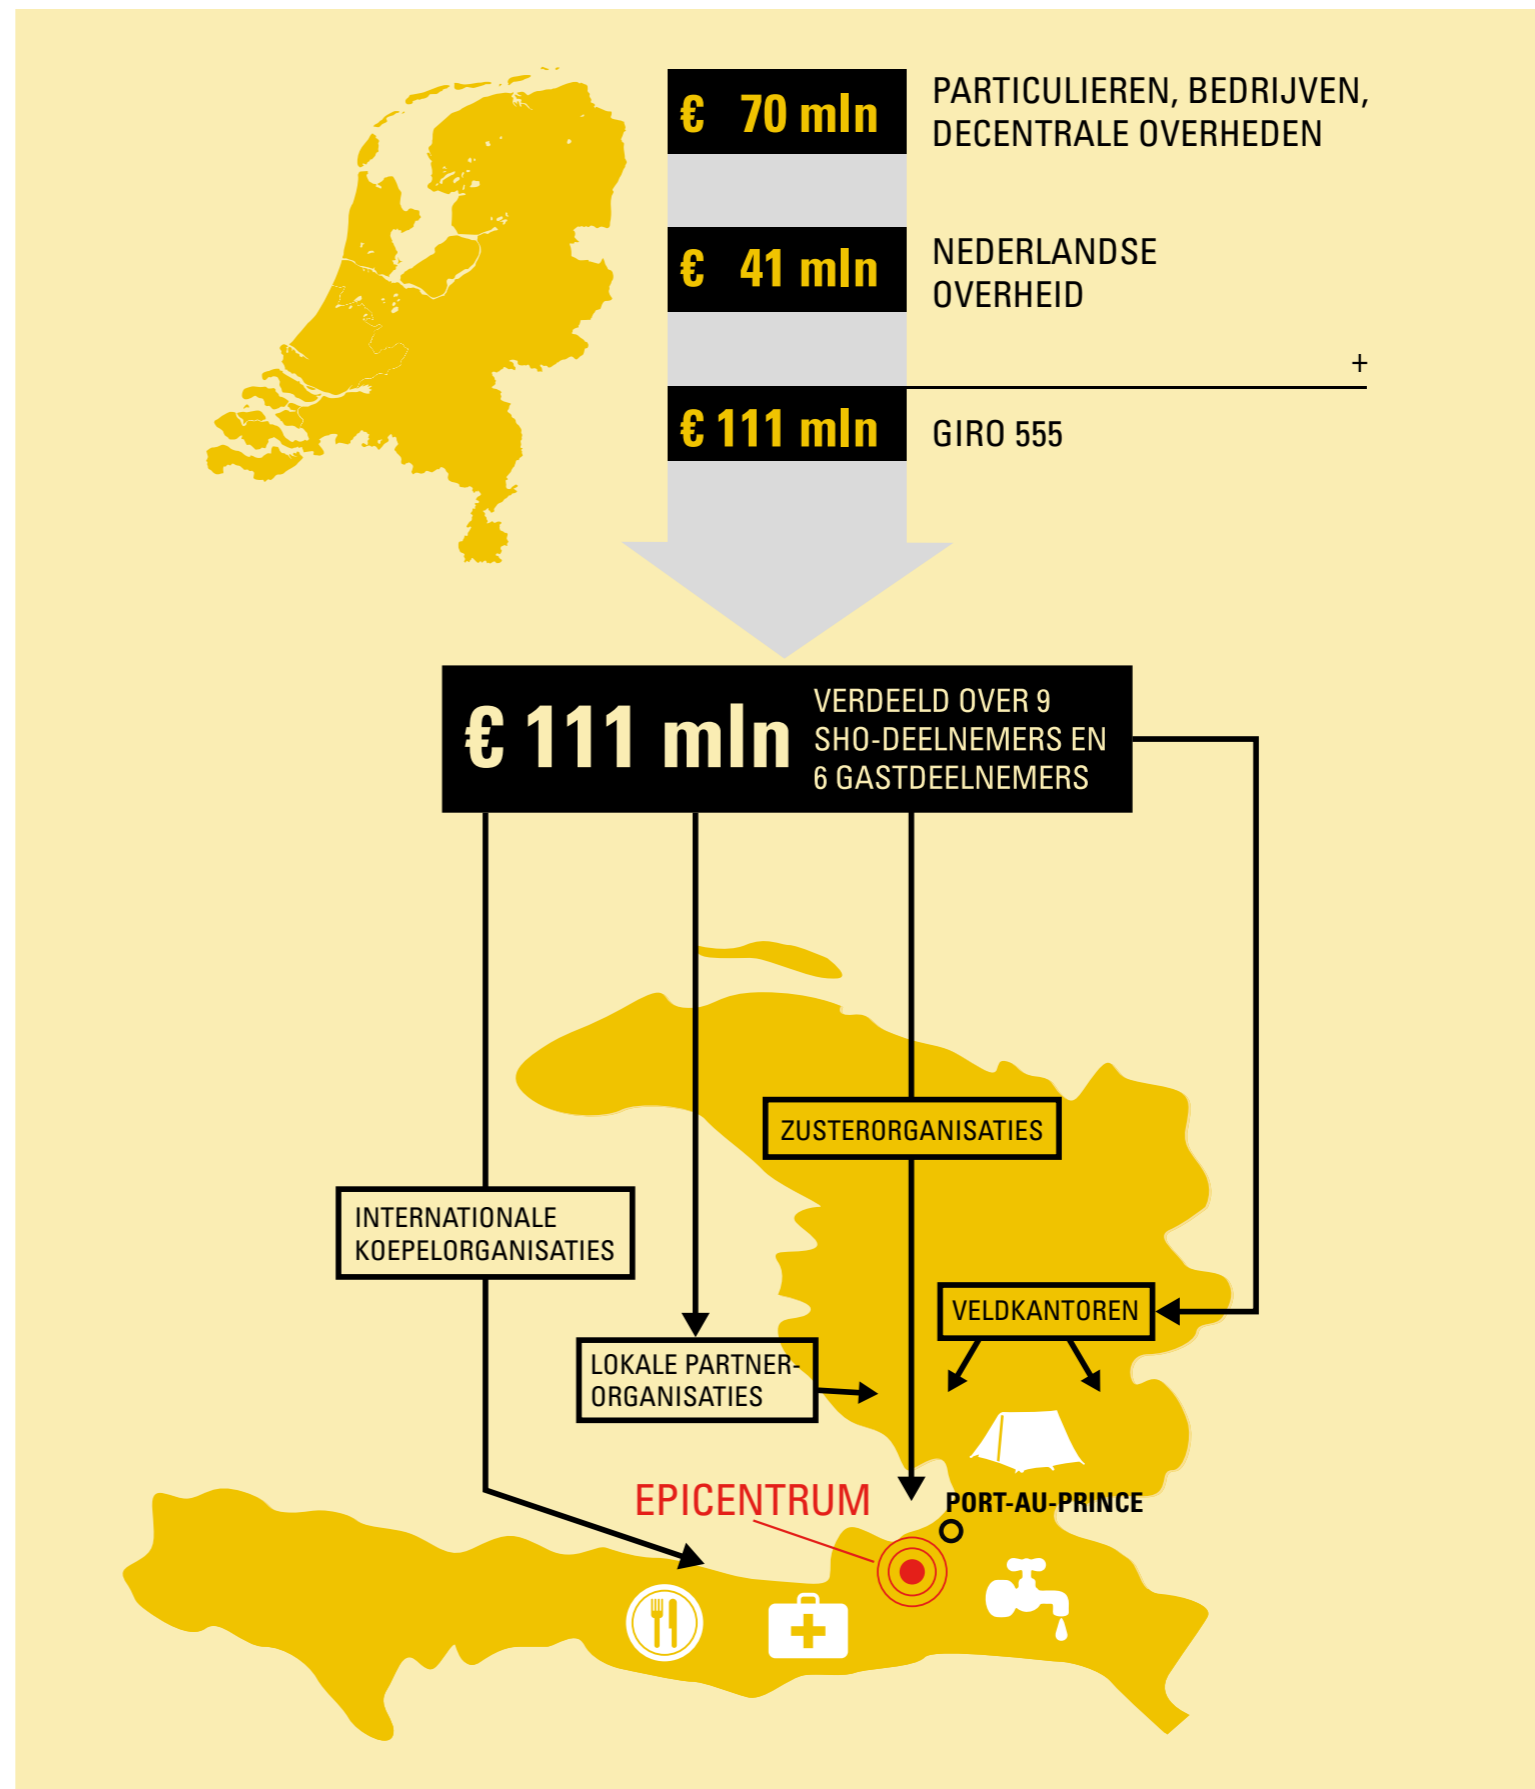 € 70 mln
PARTICULIEREN, BEDRIJVEN,
DECENTRALE OVERHEDEN
€ 41 mln
NEDERLANDSE
OVERHEID
+
€ 111 mln
GIRO 555
€ 111 mln
VERDEELD OVER 9
SHO-DEELNEMERS EN
6 GASTDEELNEMERS
ZUSTERORGANISATIES
INTERNATIONALE
KOEPELORGANISATIES
VELDKANTOREN
LOKALE PARTNER-
ORGANISATIES
EPICENTRUM
PORT-AU-PRINCE